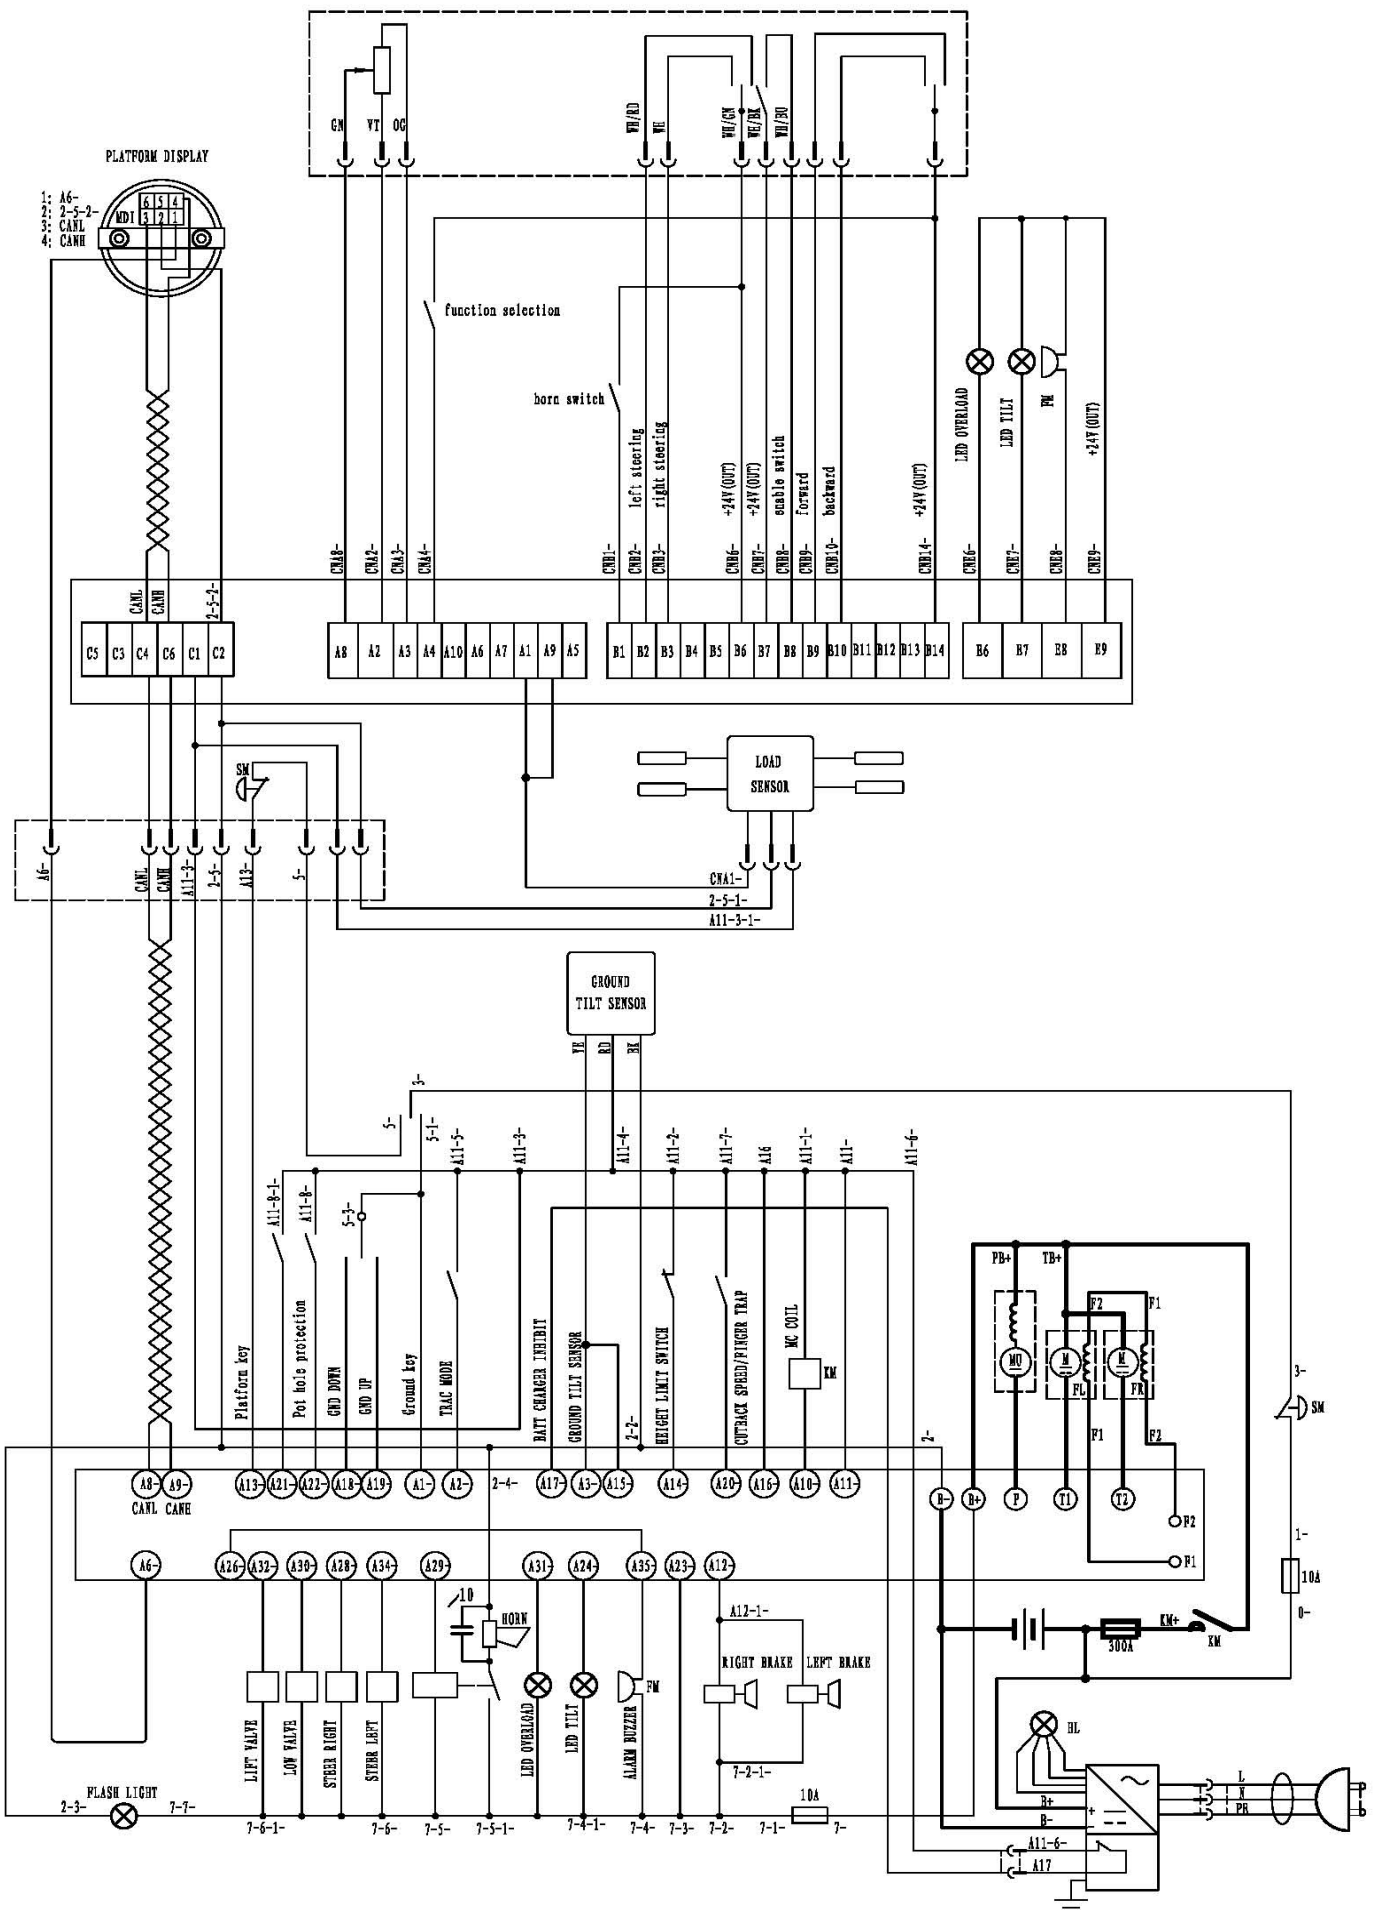 GN
VT
OG
WH/RD
WH
WH/GN
WH/BK
WH/BU
PLATFORM DISPLAY
1: A6-
2: 2-5-2-
3: CANL
4: CANH
MDI
6 5 4
3 2 1
function selection
horn switch
left steering
right steering
+24V(OUT)
+24V(OUT)
enable switch
forward
backward
+24V(OUT)
LED OVERLOAD
LED TILT
FM
+24V(OUT)
CNA8-
CNA2-
CNA3-
CNA4-
CNB1-
CNB2-
CNB3-
CNB6-
CNB7-
CNB8-
CNB9-
CNB10-
CNB14-
CNE6-
CNE7-
CNE8-
CNE9-
CANL
CANH
2-5-2-
C5 C3 C4 C6 C1 C2
A8 A2 A3 A4 A10 A6 A7 A1 A9 A5
B1 B2 B3 B4 B5 B6 B7 B8 B9 B10 B11 B12 B13 B14
B6 B7 E8 E9
SM
LOAD
SENSOR
A6-
CANL
CANH
A11-3-
2-5-
A13-
5-
CNA1-
2-5-1-
A11-3-1-
GROUND
TILT SENSOR
YE
RD
BK
3-
5-
5-1-
A11-5-
A11-3-
A11-4-
A11-2-
A11-7-
A16
A11-1-
A11-
A11-6-
A11-8-1-
A11-8-
5-3-
Platform key
Pot hole protection
GND DOWN
GND UP
Ground key
TRAC MODE
BATT CHARGER INHIBIT
GROUND TILT SENSOR
2-2-
HEIGHT LIMIT SWITCH
CUTBACK SPEED/FINGER TRAP
MC COIL
KM
2-
PB+
TB+
F2
F1
MU
M
M
FL
FR
F1
F2
3-
SM
A8- A9- A13- A21- A22- A18- A19- A1- A2- 2-4- A17- A3- A15- A14- A20- A16- A10- A11-
CANL CANH
B- B+ P T1 T2
F2
F1
1-
10A
0-
A6- A26- A32- A30- A28- A34- A29- A31- A24- A35- A23- A12-
10
HORN
A12-1-
RIGHT BRAKE
LEFT BRAKE
300A
KM+
KM
LIFT VALVE
LOW VALVE
STEER RIGHT
STEER LEFT
LED OVERLOAD
LED TILT
ALARM BUZZER
FM
7-2-1-
FLASH LIGHT
2-3-
7-7-
7-6-1-
7-6-
7-5-
7-5-1-
7-4-1-
7-4-
7-3-
7-2-
7-1-
10A
7-
HL
B+
B-
+
-
L
N
PE
A11-6-
A17